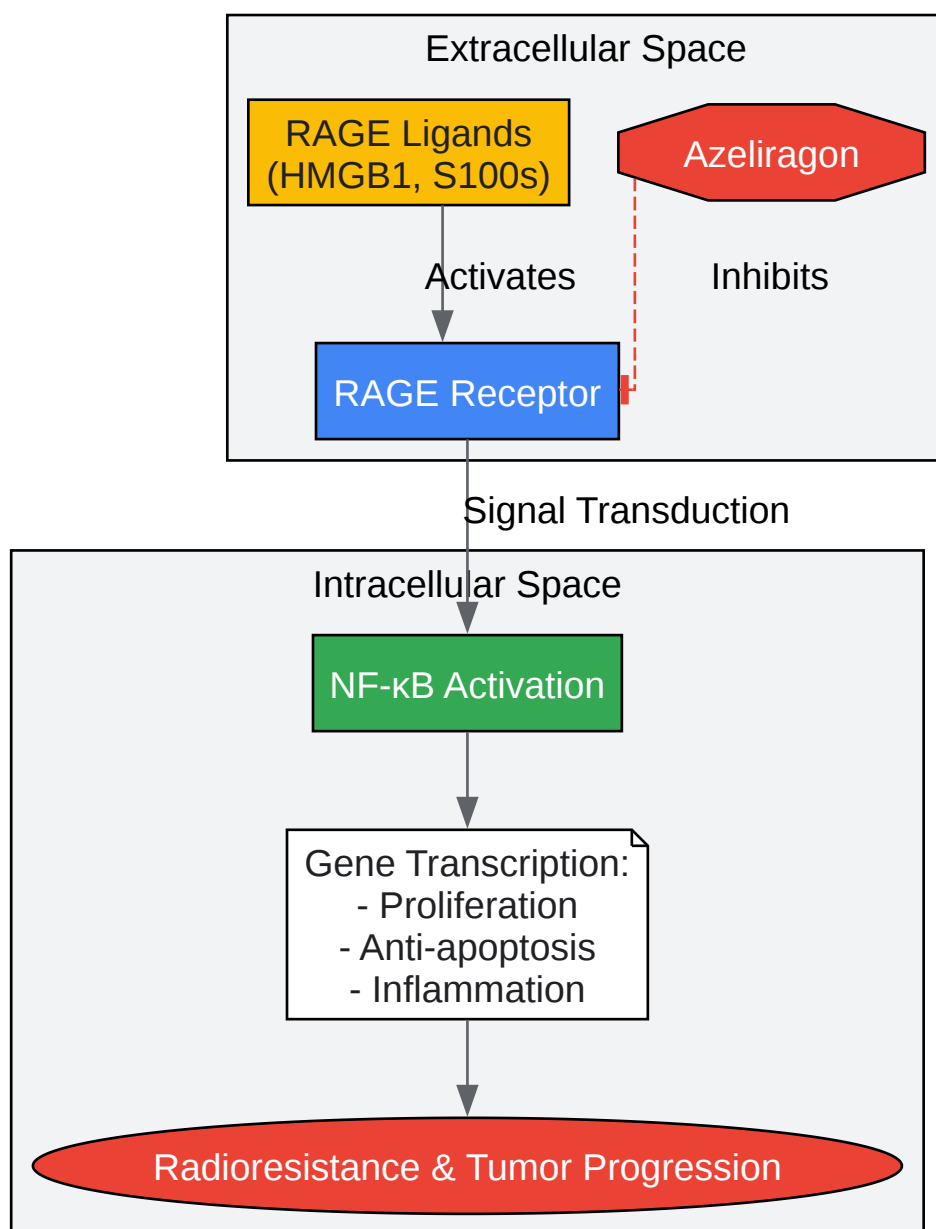 Extracellular Space
RAGE Ligands
(HMGB1, S100s)
Azeliragon
Activates
Inhibits
RAGE Receptor
Signal Transduction
Intracellular Space
NF-κB Activation
Gene Transcription:
- Proliferation
- Anti-apoptosis
- Inflammation
Radioresistance & Tumor Progression